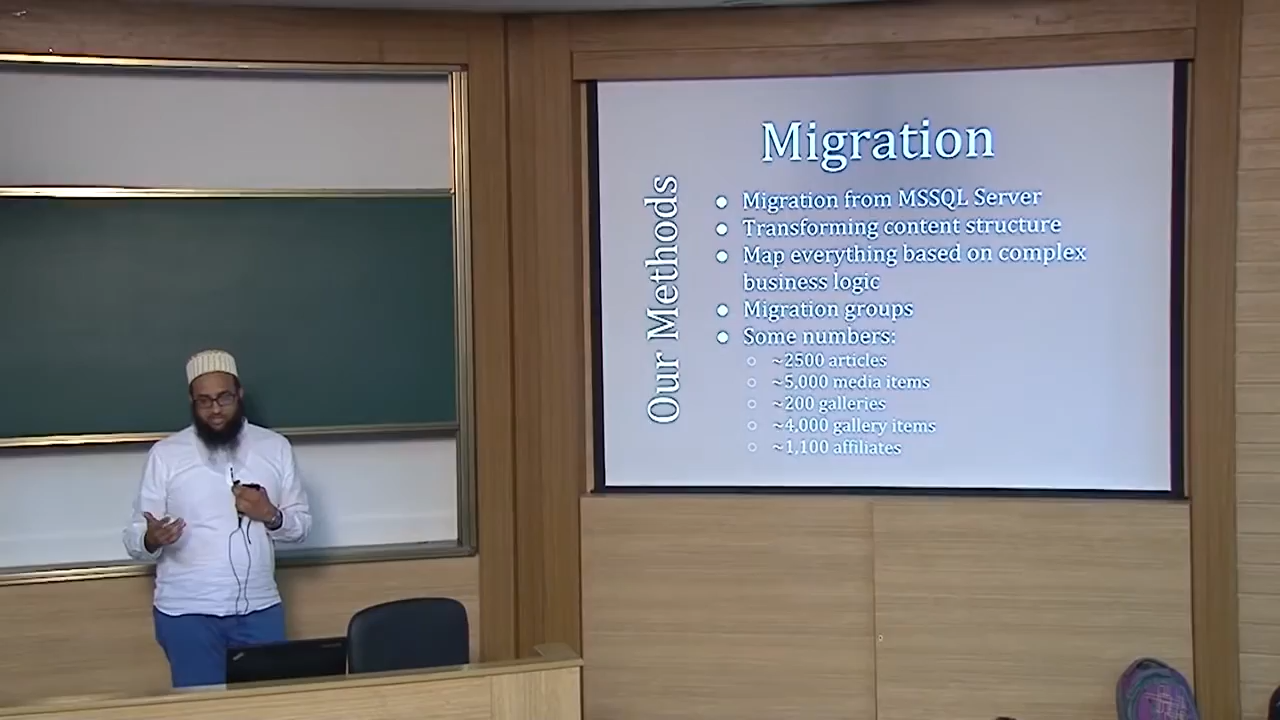 Migration
Our Methods
● Migration from MSSQL Server
● Transforming content structure
● Map everything based on complex
business logic
● Migration groups
● Some numbers:
○ ~2500 articles
○ ~5,000 media items
○ ~200 galleries
○ ~4,000 gallery items
○ ~1,100 affiliates